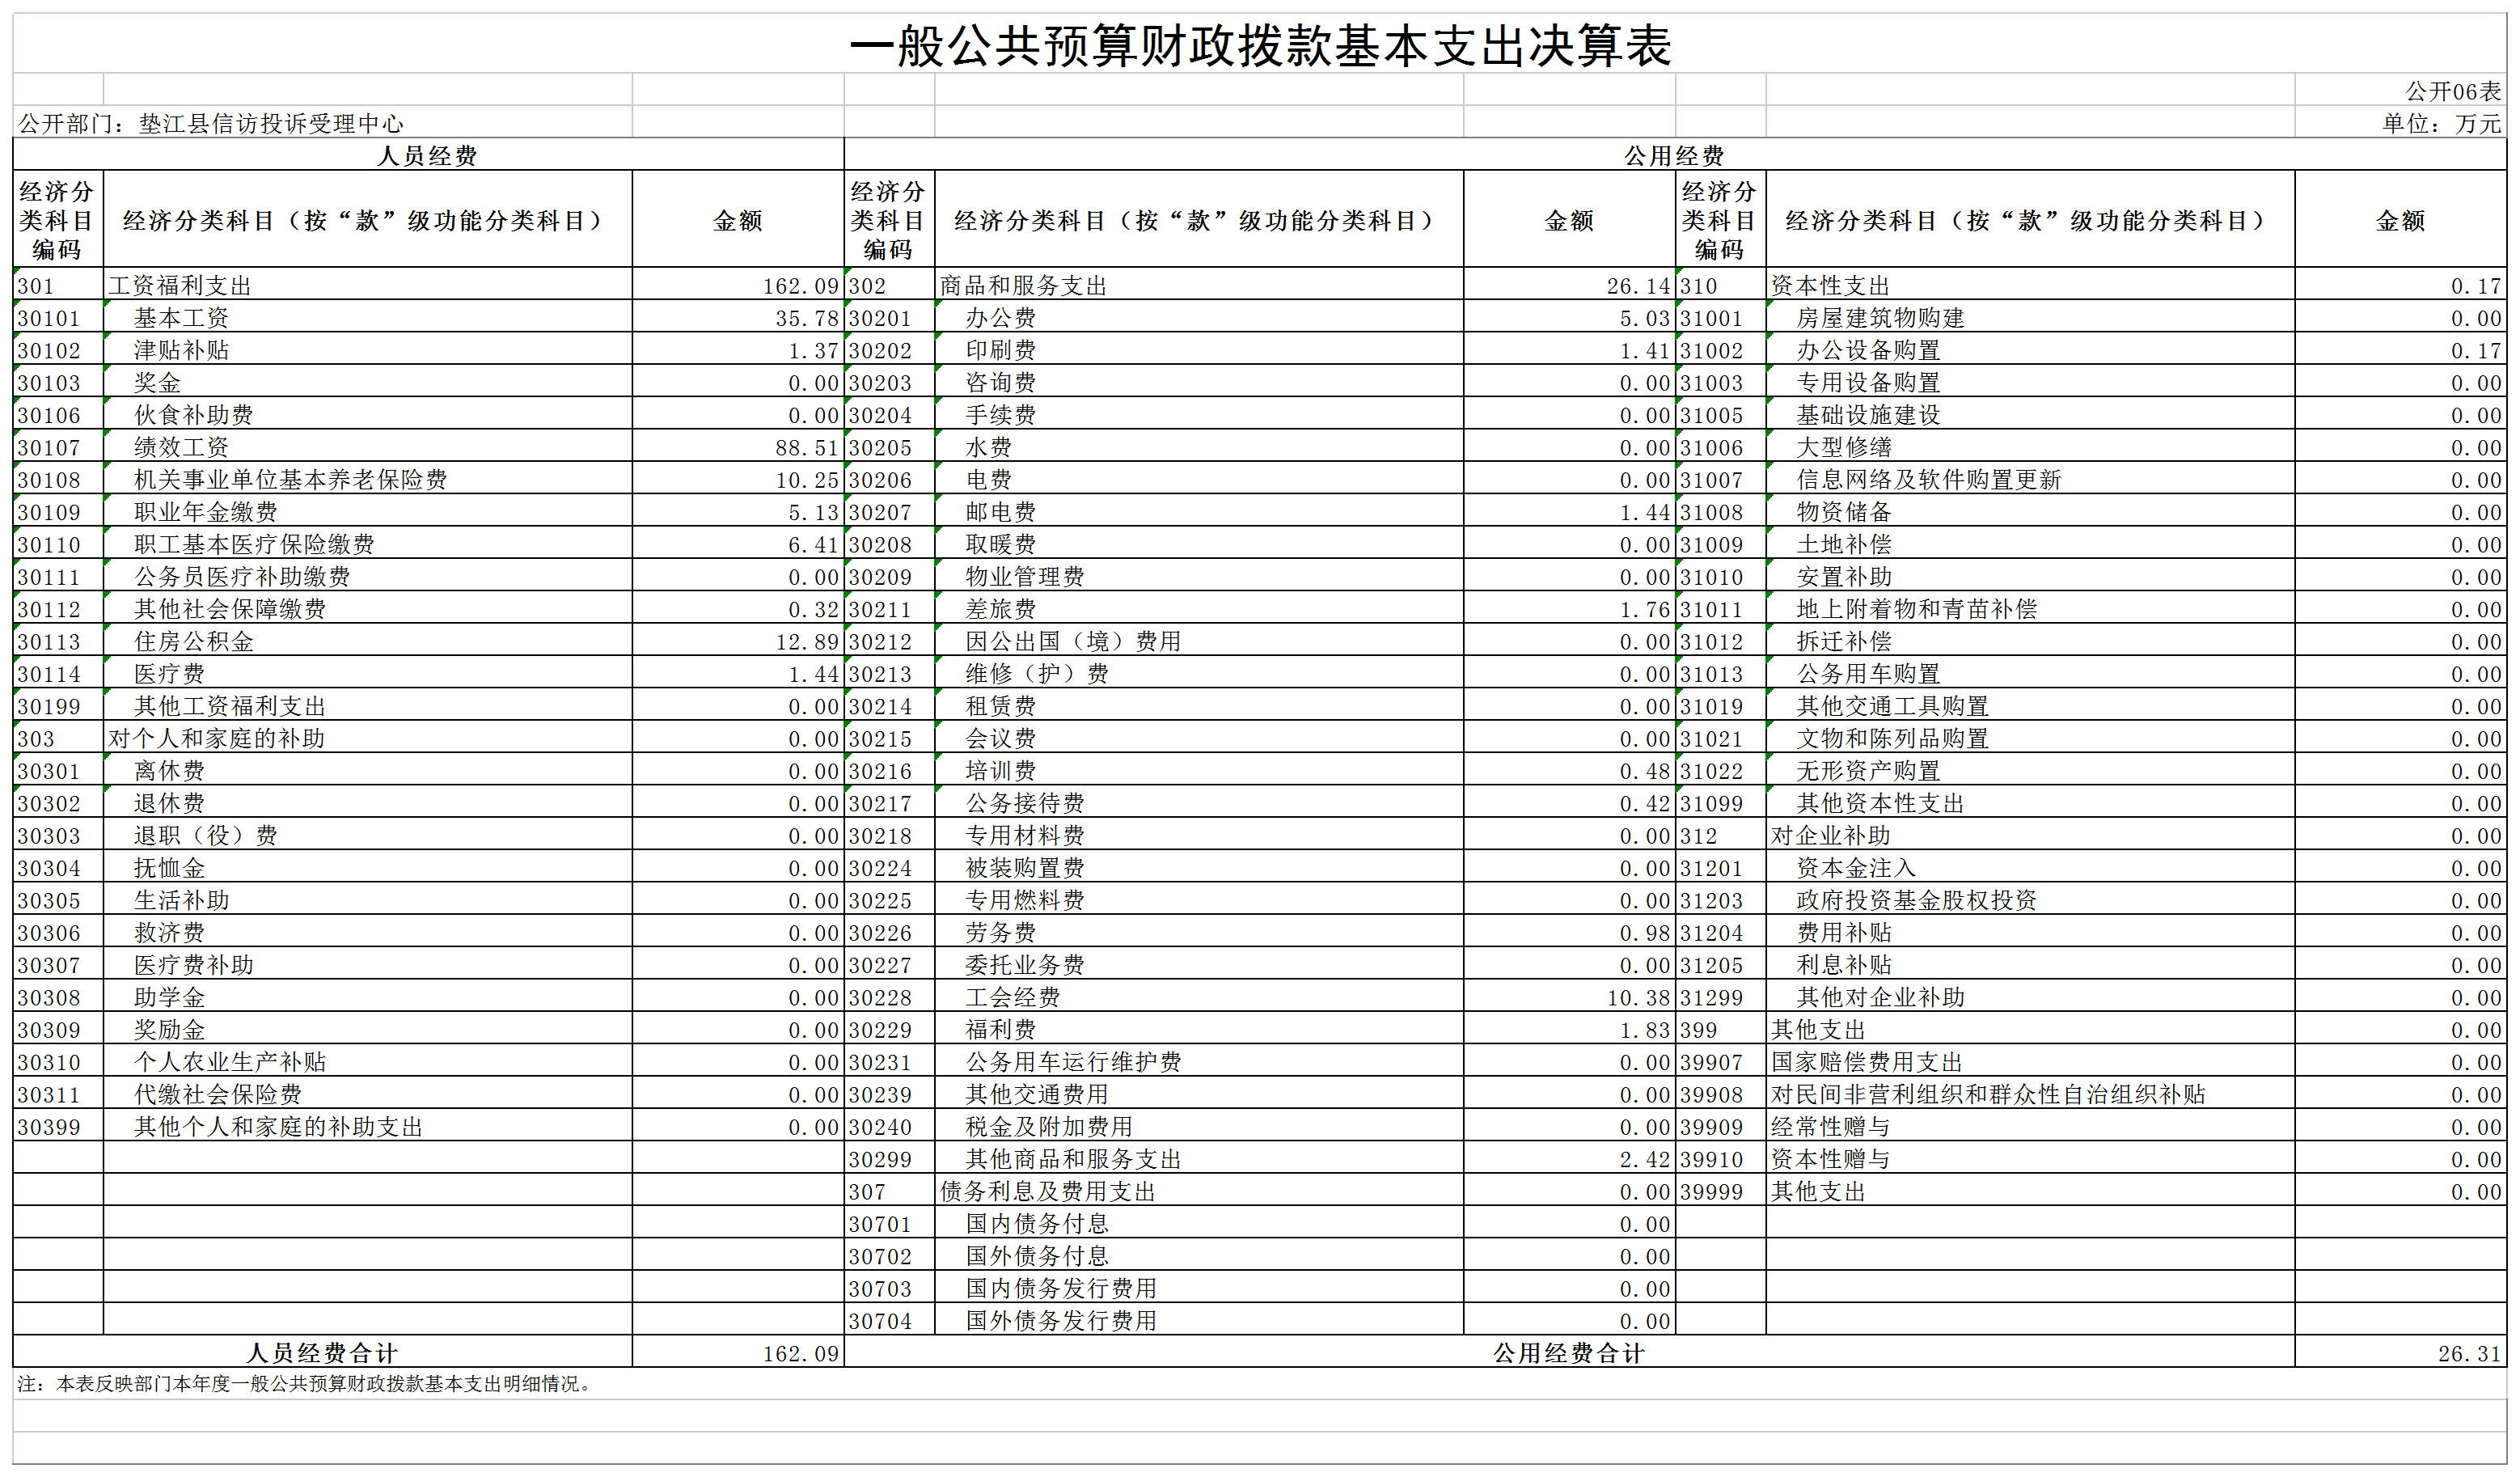 一般公共预算财政拨款基本支出决算表
公开06表
公开部门：垫江县信访投诉受理中心 单位：万元
人员经费 公用经费
经济分类科目编码 经济分类科目（按“款”级功能分类科目） 金额 经济分类科目编码 经济分类科目（按“款”级功能分类科目） 金额 经济分类科目编码 经济分类科目（按“款”级功能分类科目） 金额
301 工资福利支出 162.09 302 商品和服务支出 26.14 310 资本性支出 0.17
30101 基本工资 35.78 30201 办公费 5.03 31001 房屋建筑物购建 0.00
30102 津贴补贴 1.37 30202 印刷费 1.41 31002 办公设备购置 0.17
30103 奖金 0.00 30203 咨询费 0.00 31003 专用设备购置 0.00
30106 伙食补助费 0.00 30204 手续费 0.00 31005 基础设施建设 0.00
30107 绩效工资 88.51 30205 水费 0.00 31006 大型修缮 0.00
30108 机关事业单位基本养老保险费 10.25 30206 电费 0.00 31007 信息网络及软件购置更新 0.00
30109 职业年金缴费 5.13 30207 邮电费 1.44 31008 物资储备 0.00
30110 职工基本医疗保险缴费 6.41 30208 取暖费 0.00 31009 土地补偿 0.00
30111 公务员医疗补助缴费 0.00 30209 物业管理费 0.00 31010 安置补助 0.00
30112 其他社会保障缴费 0.32 30211 差旅费 1.76 31011 地上附着物和青苗补偿 0.00
30113 住房公积金 12.89 30212 因公出国（境）费用 0.00 31012 拆迁补偿 0.00
30114 医疗费 1.44 30213 维修（护）费 0.00 31013 公务用车购置 0.00
30199 其他工资福利支出 0.00 30214 租赁费 0.00 31019 其他交通工具购置 0.00
303 对个人和家庭的补助 0.00 30215 会议费 0.00 31021 文物和陈列品购置 0.00
30301 离休费 0.00 30216 培训费 0.48 31022 无形资产购置 0.00
30302 退休费 0.00 30217 公务接待费 0.42 31099 其他资本性支出 0.00
30303 退职（役）费 0.00 30218 专用材料费 0.00 312 对企业补助 0.00
30304 抚恤金 0.00 30224 被装购置费 0.00 31201 资本金注入 0.00
30305 生活补助 0.00 30225 专用燃料费 0.00 31203 政府投资基金股权投资 0.00
30306 救济费 0.00 30226 劳务费 0.98 31204 费用补贴 0.00
30307 医疗费补助 0.00 30227 委托业务费 0.00 31205 利息补贴 0.00
30308 助学金 0.00 30228 工会经费 10.38 31299 其他对企业补助 0.00
30309 奖励金 0.00 30229 福利费 1.83 399 其他支出 0.00
30310 个人农业生产补贴 0.00 30231 公务用车运行维护费 0.00 39907 国家赔偿费用支出 0.00
30311 代缴社会保险费 0.00 30239 其他交通费用 0.00 39908 对民间非营利组织和群众性自治组织补贴 0.00
30399 其他个人和家庭的补助支出 0.00 30240 税金及附加费用 0.00 39909 经常性赠与 0.00
30299 其他商品和服务支出 2.42 39910 资本性赠与 0.00
307 债务利息及费用支出 0.00 39999 其他支出 0.00
30701 国内债务付息 0.00
30702 国外债务付息 0.00
30703 国内债务发行费用 0.00
30704 国外债务发行费用 0.00
人员经费合计 162.09 公用经费合计 26.31
注：本表反映部门本年度一般公共预算财政拨款基本支出明细情况。